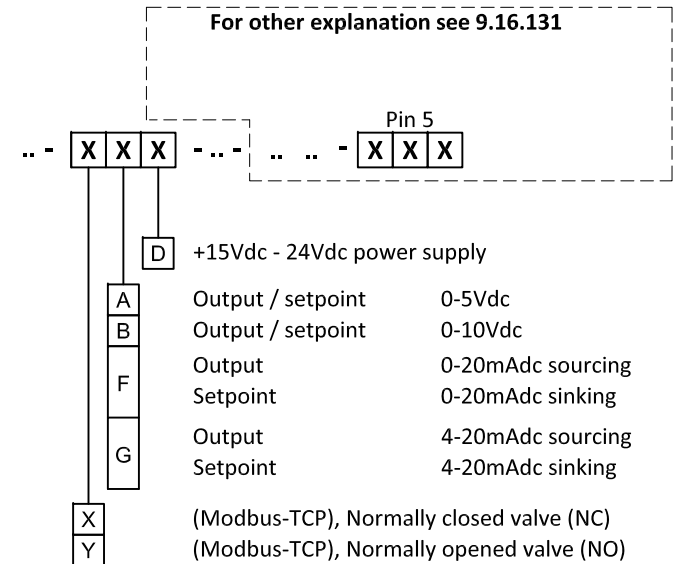 For other explanation see 9.16.131
Pin 5
.. - X X X - .. - .. .. - X X X
D +15Vdc - 24Vdc power supply
A Output / setpoint 0-5Vdc
B Output / setpoint 0-10Vdc
F Output 0-20mAdc sourcing
Setpoint 0-20mAdc sinking
G Output 4-20mAdc sourcing
Setpoint 4-20mAdc sinking
X (Modbus-TCP), Normally closed valve (NC)
Y (Modbus-TCP), Normally opened valve (NO)